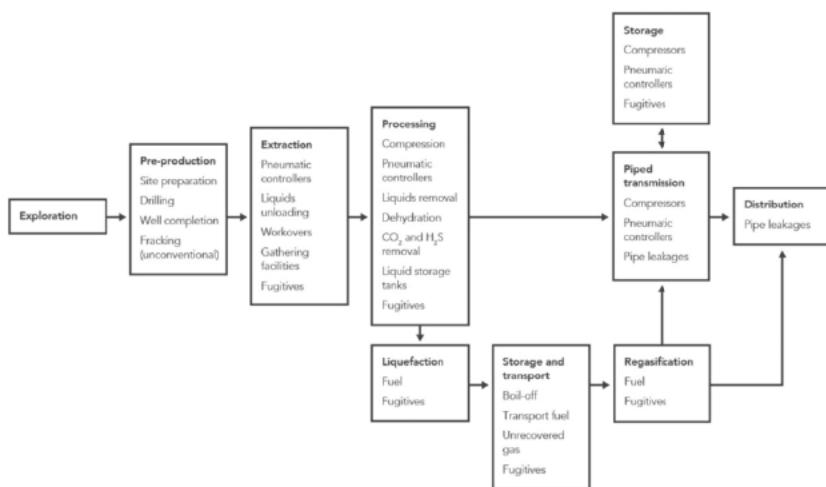 Exploration
Pre-production
Site preparation
Drilling
Well completion
Fracking
(unconventional)
Extraction
Pneumatic
controllers
Liquids
unloading
Workovers
Gathering
facilities
Fugitives
Processing
Compression
Pneumatic
controllers
Liquids removal
Dehydration
CO₂ and H₂S
removal
Liquid storage
tanks
Fugitives
Storage
Compressors
Pneumatic
controllers
Fugitives
Piped
transmission
Compressors
Pneumatic
controllers
Pipe leakages
Distribution
Pipe leakages
Liquefaction
Fuel
Fugitives
Storage and
transport
Boil-off
Transport fuel
Unrecovered
gas
Fugitives
Regasification
Fuel
Fugitives